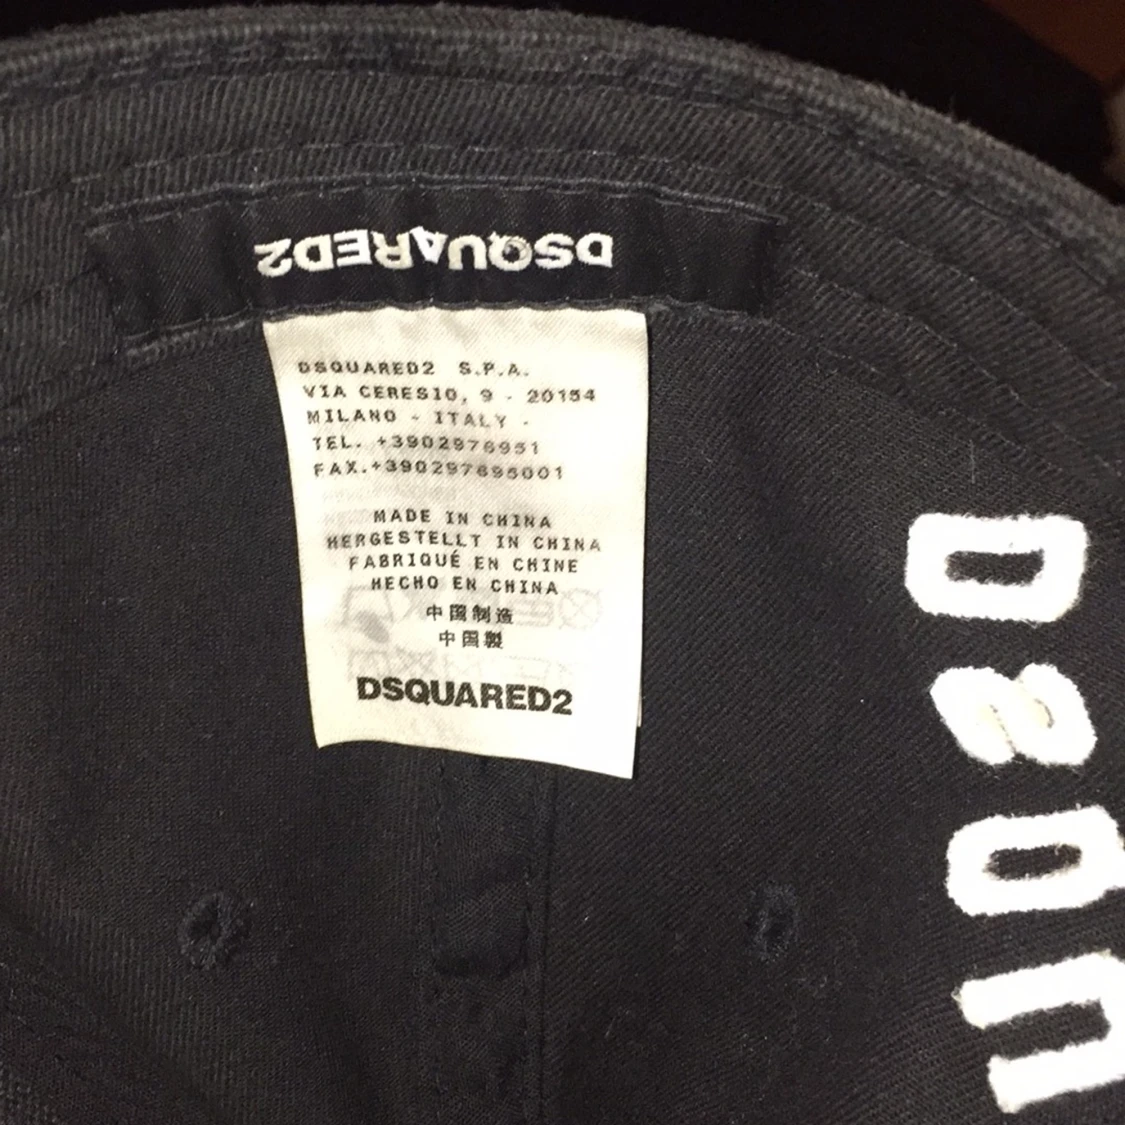 DSQUARED2
DSQUARED2 S.P.A.
VIA CERESIO, 9 - 20154
MILANO - ITALY -
TEL. +3902976951
FAX.+390297695001
MADE IN CHINA
HERGESTELLT IN CHINA
FABRIQUÉ EN CHINE
HECHO EN CHINA
中国制造
中国製
DSQUARED2
DSQU